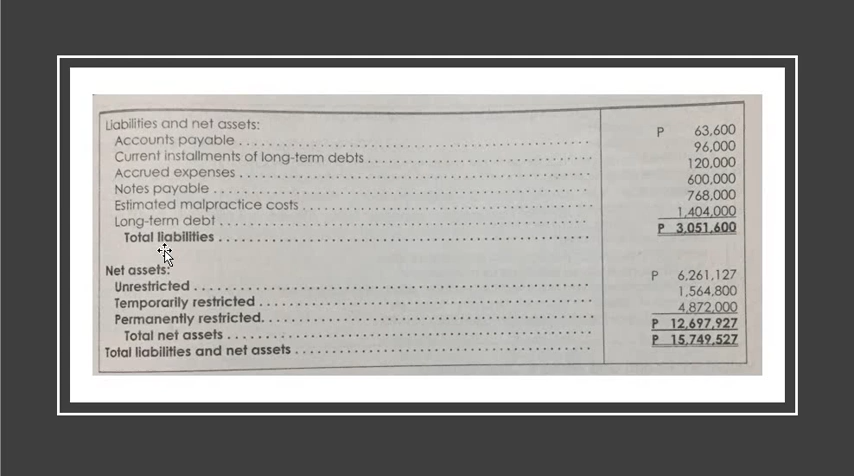 Liabilities and net assets:
Accounts payable . . . . . P 63,600
Current installments of long-term debts . . . . . 96,000
Accrued expenses . . . . . 120,000
Notes payable . . . . . 600,000
Estimated malpractice costs . . . . . 768,000
Long-term debt . . . . . 1,404,000
Total liabilities . . . . . P 3,051,600
Net assets:
Unrestricted . . . . . P 6,261,127
Temporarily restricted . . . . . 1,564,800
Permanently restricted. . . . . . 4,872,000
Total net assets . . . . . P 12,697,927
Total liabilities and net assets . . . . . P 15,749,527